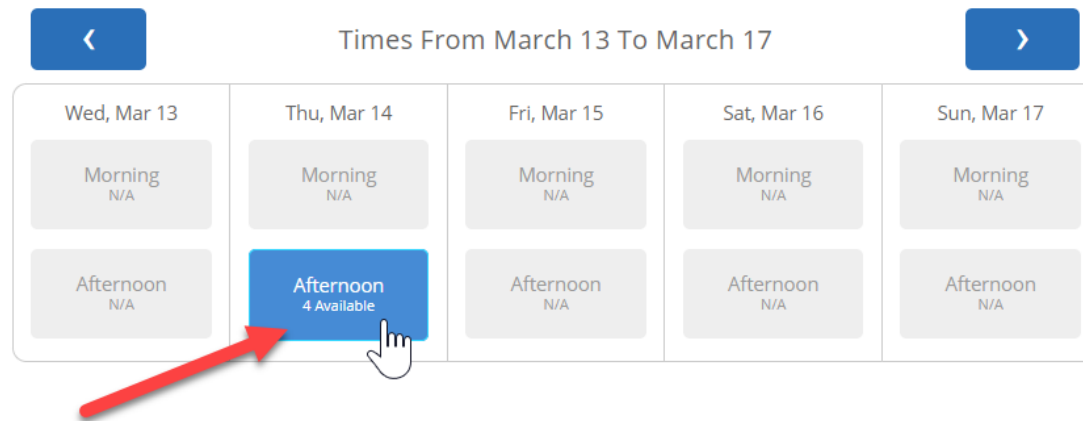 Times From March 13 To March 17
Wed, Mar 13
Thu, Mar 14
Fri, Mar 15
Sat, Mar 16
Sun, Mar 17
Morning
N/A
Morning
N/A
Morning
N/A
Morning
N/A
Morning
N/A
Afternoon
N/A
Afternoon
4 Available
Afternoon
N/A
Afternoon
N/A
Afternoon
N/A